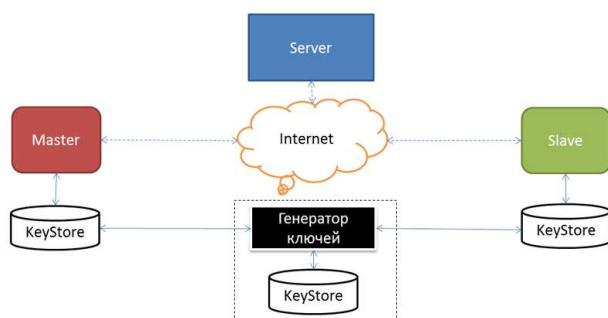 Server
Master
Internet
Slave
KeyStore
Генератор
ключей
KeyStore
KeyStore